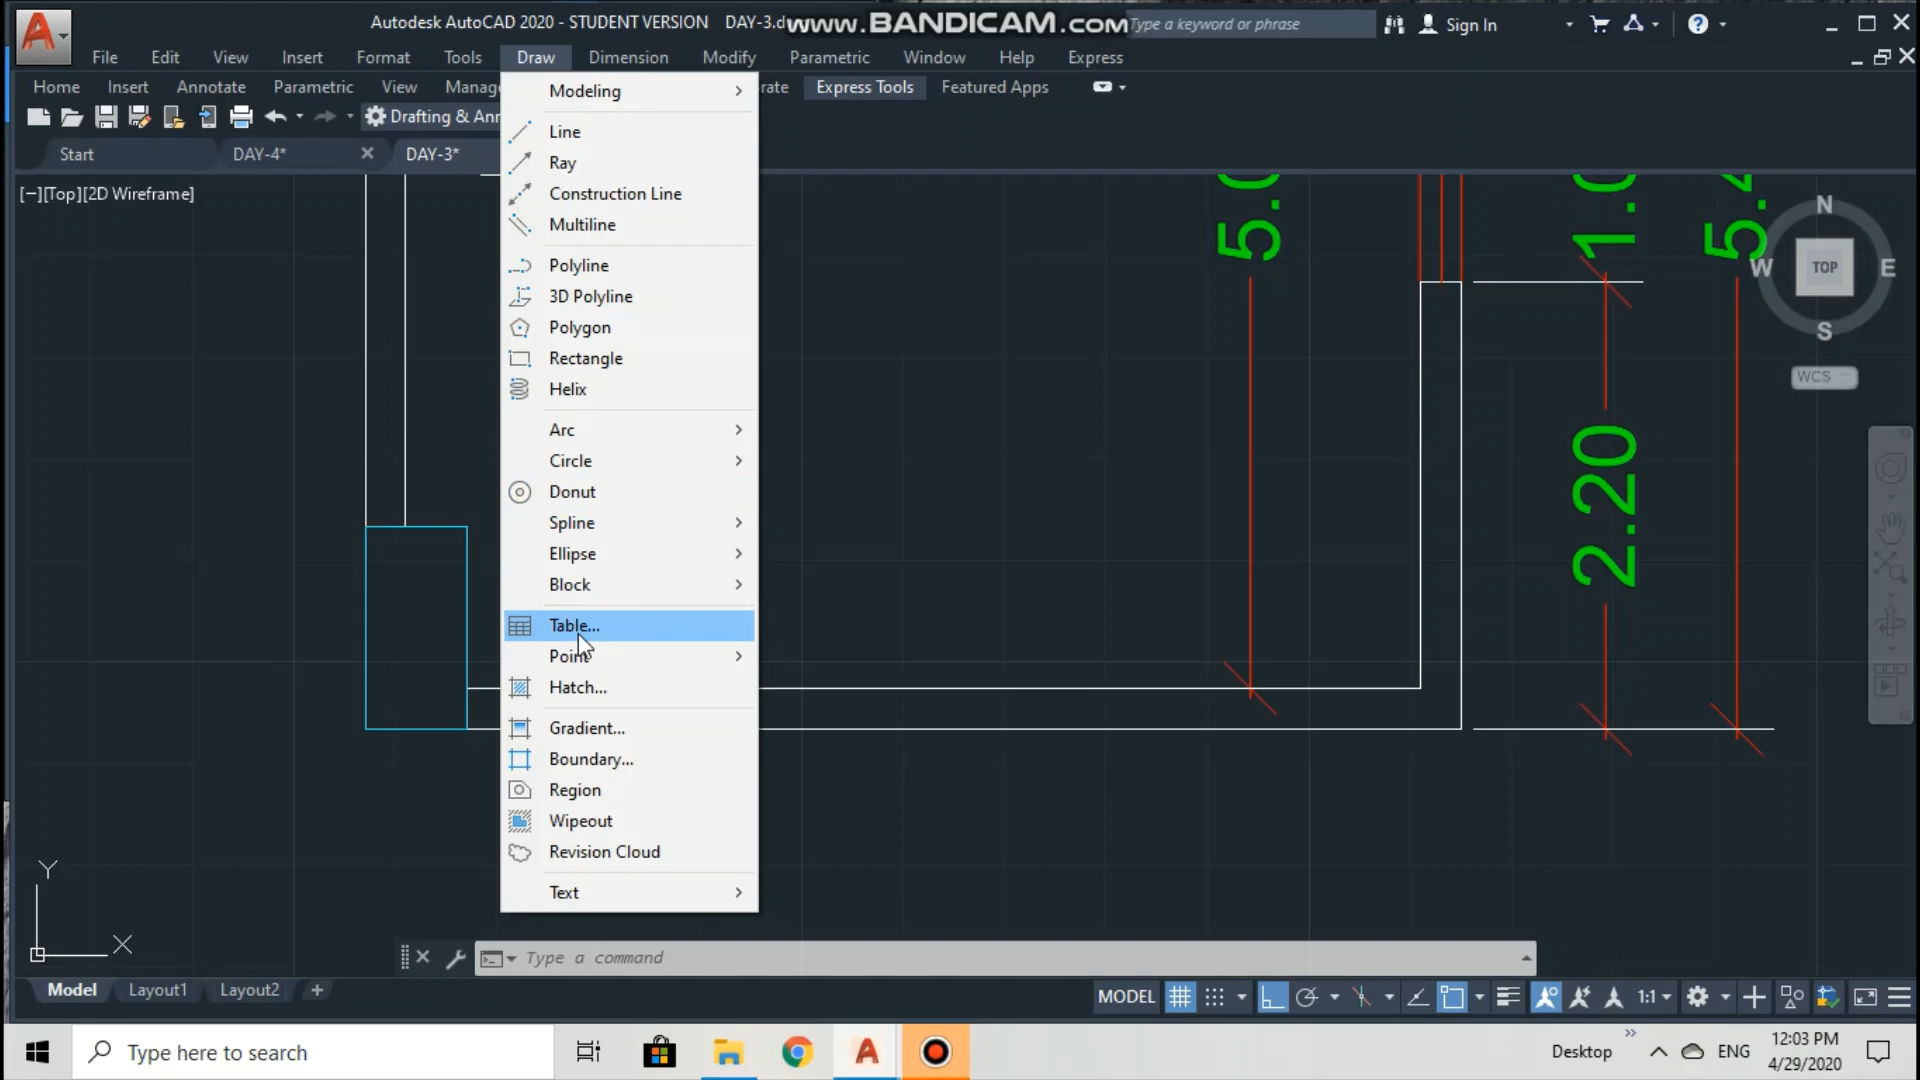 Autodesk AutoCAD 2020 - STUDENT VERSION DAY-3.d
www.BANDICAM.com
Type a keyword or phrase
Sign In
File Edit View Insert Format Tools Draw Dimension Modify Parametric Window Help Express
Home Insert Annotate Parametric View Manag rate Express Tools Featured Apps
Drafting & Ann
Start DAY-4* DAY-3*
[−][Top][2D Wireframe]
Modeling
Line
Ray
Construction Line
Multiline
Polyline
3D Polyline
Polygon
Rectangle
Helix
Arc
Circle
Donut
Spline
Ellipse
Block
Table...
Point
Hatch...
Gradient...
Boundary...
Region
Wipeout
Revision Cloud
Text
2.20
N
W TOP E
S
WCS
Y
X
Type a command
Model Layout1 Layout2 +
MODEL 1:1
Type here to search
Desktop
ENG
12:03 PM
4/29/2020